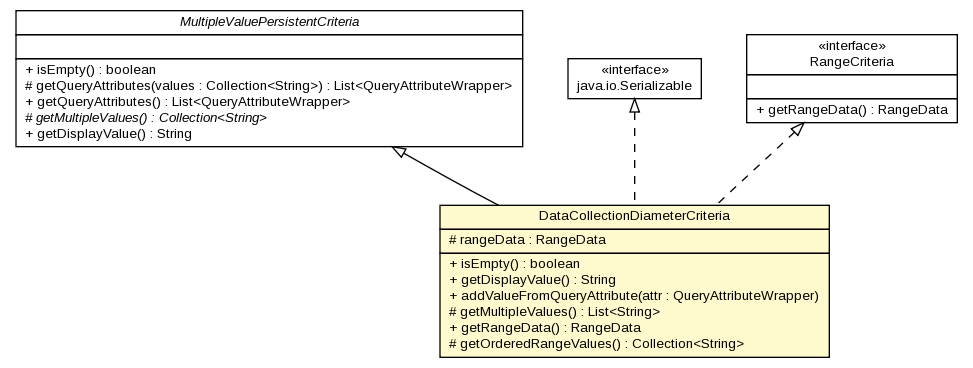 MultipleValuePersistentCriteria
+ isEmpty() : boolean
# getQueryAttributes(values : Collection<String>) : List<QueryAttributeWrapper>
+ getQueryAttributes() : List<QueryAttributeWrapper>
# getMultipleValues() : Collection<String>
+ getDisplayValue() : String
«interface»
java.io.Serializable
«interface»
RangeCriteria
+ getRangeData() : RangeData
DataCollectionDiameterCriteria
# rangeData : RangeData
+ isEmpty() : boolean
+ getDisplayValue() : String
+ addValueFromQueryAttribute(attr : QueryAttributeWrapper)
# getMultipleValues() : List<String>
+ getRangeData() : RangeData
# getOrderedRangeValues() : Collection<String>